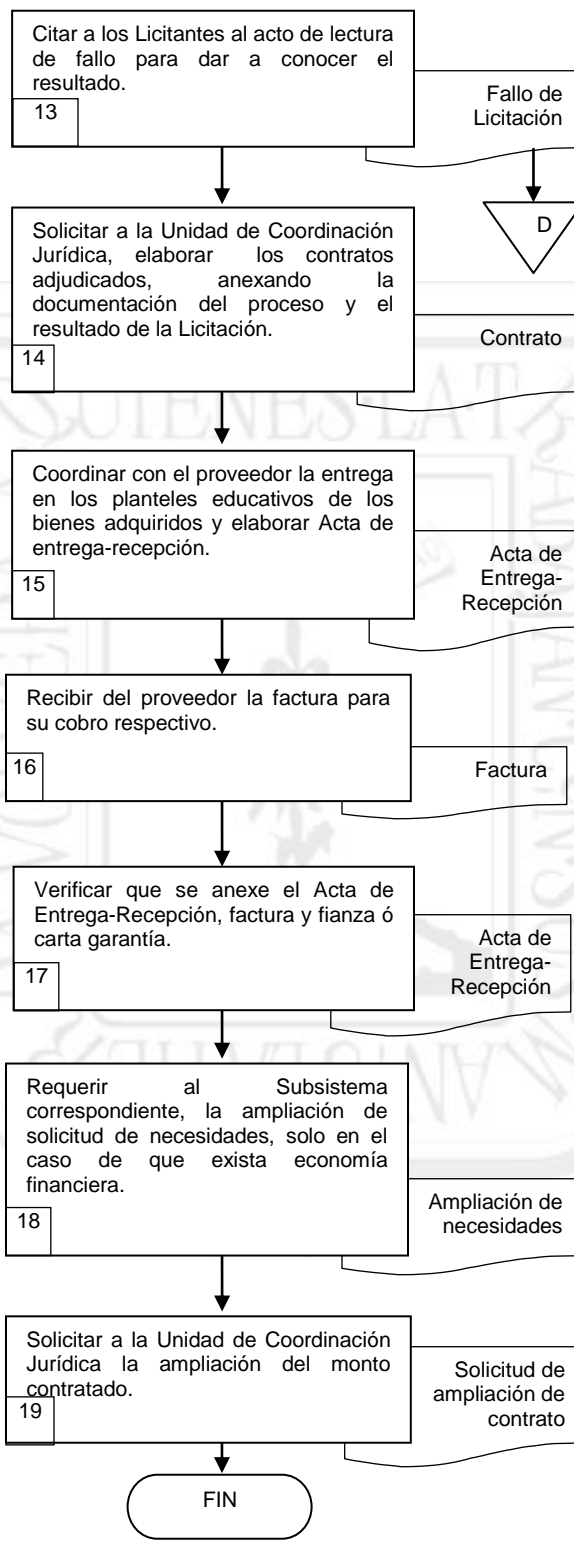 Citar a los Licitantes al acto de lectura
de fallo para dar a conocer el
resultado.
13
Fallo de
Licitación
D
Solicitar a la Unidad de Coordinación
Jurídica, elaborar los contratos
adjudicados, anexando la
documentación del proceso y el
resultado de la Licitación.
14
Contrato
Coordinar con el proveedor la entrega
en los planteles educativos de los
bienes adquiridos y elaborar Acta de
entrega-recepción.
15
Acta de
Entrega-
Recepción
Recibir del proveedor la factura para
su cobro respectivo.
16
Factura
Verificar que se anexe el Acta de
Entrega-Recepción, factura y fianza ó
carta garantía.
17
Acta de
Entrega-
Recepción
Requerir al Subsistema
correspondiente, la ampliación de
solicitud de necesidades, solo en el
caso de que exista economía
financiera.
18
Ampliación de
necesidades
Solicitar a la Unidad de Coordinación
Jurídica la ampliación del monto
contratado.
19
Solicitud de
ampliación de
contrato
FIN